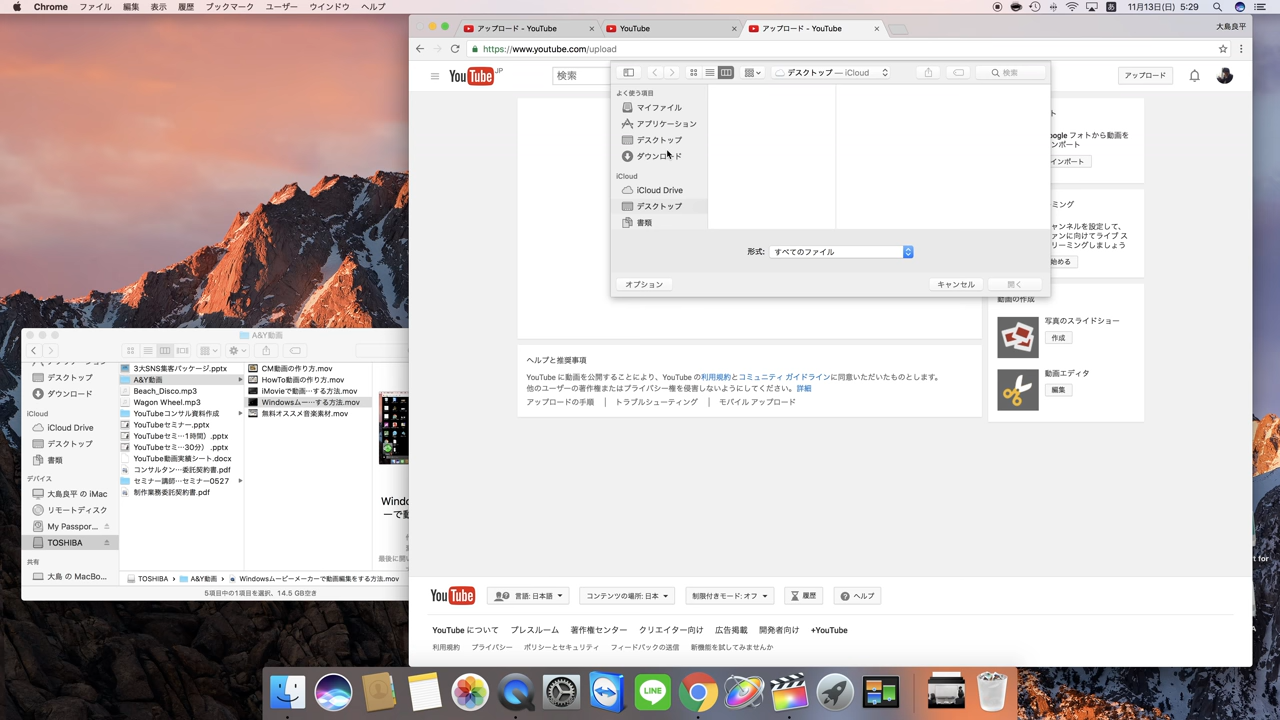 Chrome ファイル 編集 表示 履歴 ブックマーク ユーザー ウインドウ ヘルプ
11月13日(日) 5:29
アップロード - YouTube
YouTube
アップロード - YouTube
大島良平
https://www.youtube.com/upload
YouTube JP
検索
アップロード
デスクトップ — iCloud
検索
よく使う項目
マイファイル
アプリケーション
デスクトップ
ダウンロード
iCloud
iCloud Drive
デスクトップ
書類
形式: すべてのファイル
オプション
キャンセル
開く
ト
ogle フォトから動画を
ンポート
インポート
ミング
ャンネルを設定して、
ァンに向けてライブ ス
リーミングしましょう
始める
動画の作成
写真のスライドショー
作成
動画エディタ
編集
ヘルプと推奨事項
YouTube に動画を公開することにより、YouTube の利用規約とコミュニティ ガイドラインに同意いただいたものとします。
他のユーザーの著作権またはプライバシー権を侵害しないようにしてください。 詳細
アップロードの手順 | トラブルシューティング | モバイル アップロード
A&Y動画
デスクトップ
ダウンロード
iCloud
iCloud Drive
デスクトップ
書類
デバイス
大島良平 の iMac
リモートディスク
My Passpor...
TOSHIBA
共有
大島 の MacBo...
3大SNS集客パッケージ.pptx
A&Y動画
Beach_Disco.mp3
Wagon Wheel.mp3
YouTubeコンサル資料作成
YouTubeセミナー.pptx
YouTubeセミ…1時間）.pptx
YouTubeセミ…30分） .pptx
YouTube動画実績シート.docx
コンサルタン…委託契約書.pdf
セミナー講師…セミナー0527
制作業務委託契約書.pdf
CM動画の作り方.mov
HowTo動画の作り方.mov
iMovieで動画…する方法.mov
Windowsムー…する方法.mov
無料オススメ音楽素材.mov
Wind
ーで動
最後に開い
TOSHIBA › A&Y動画 › Windowsムービーメーカーで動画編集をする方法.mov
5項目中の1項目を選択、14.5 GB空き
YouTube
言語: 日本語
コンテンツの場所: 日本
制限付きモード: オフ
履歴
ヘルプ
YouTube について プレスルーム 著作権センター クリエイター向け 広告掲載 開発者向け +YouTube
利用規約 プライバシー ポリシーとセキュリティ フィードバックの送信 新機能を試してみませんか
t for
LINE